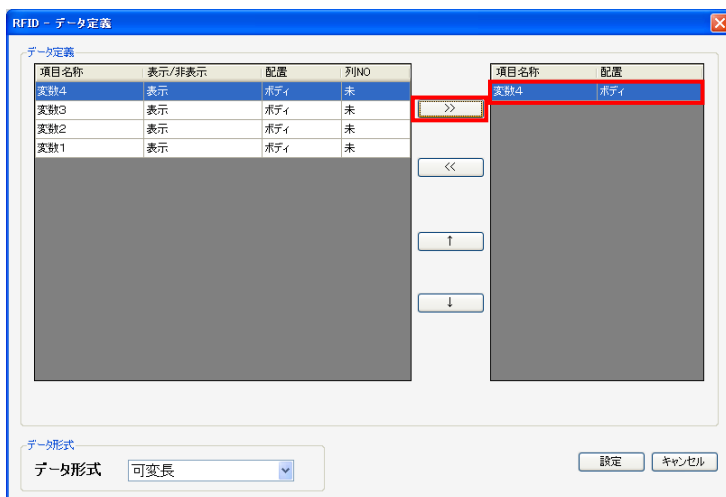 RFID - データ定義
データ定義
項目名称 表示/非表示 配置 列NO
変数4 表示 ボディ 未
変数3 表示 ボディ 未
変数2 表示 ボディ 未
変数1 表示 ボディ 未
>>
<<
↑
↓
項目名称 配置
変数4 ボディ
データ形式
データ形式 可変長
設定 キャンセル